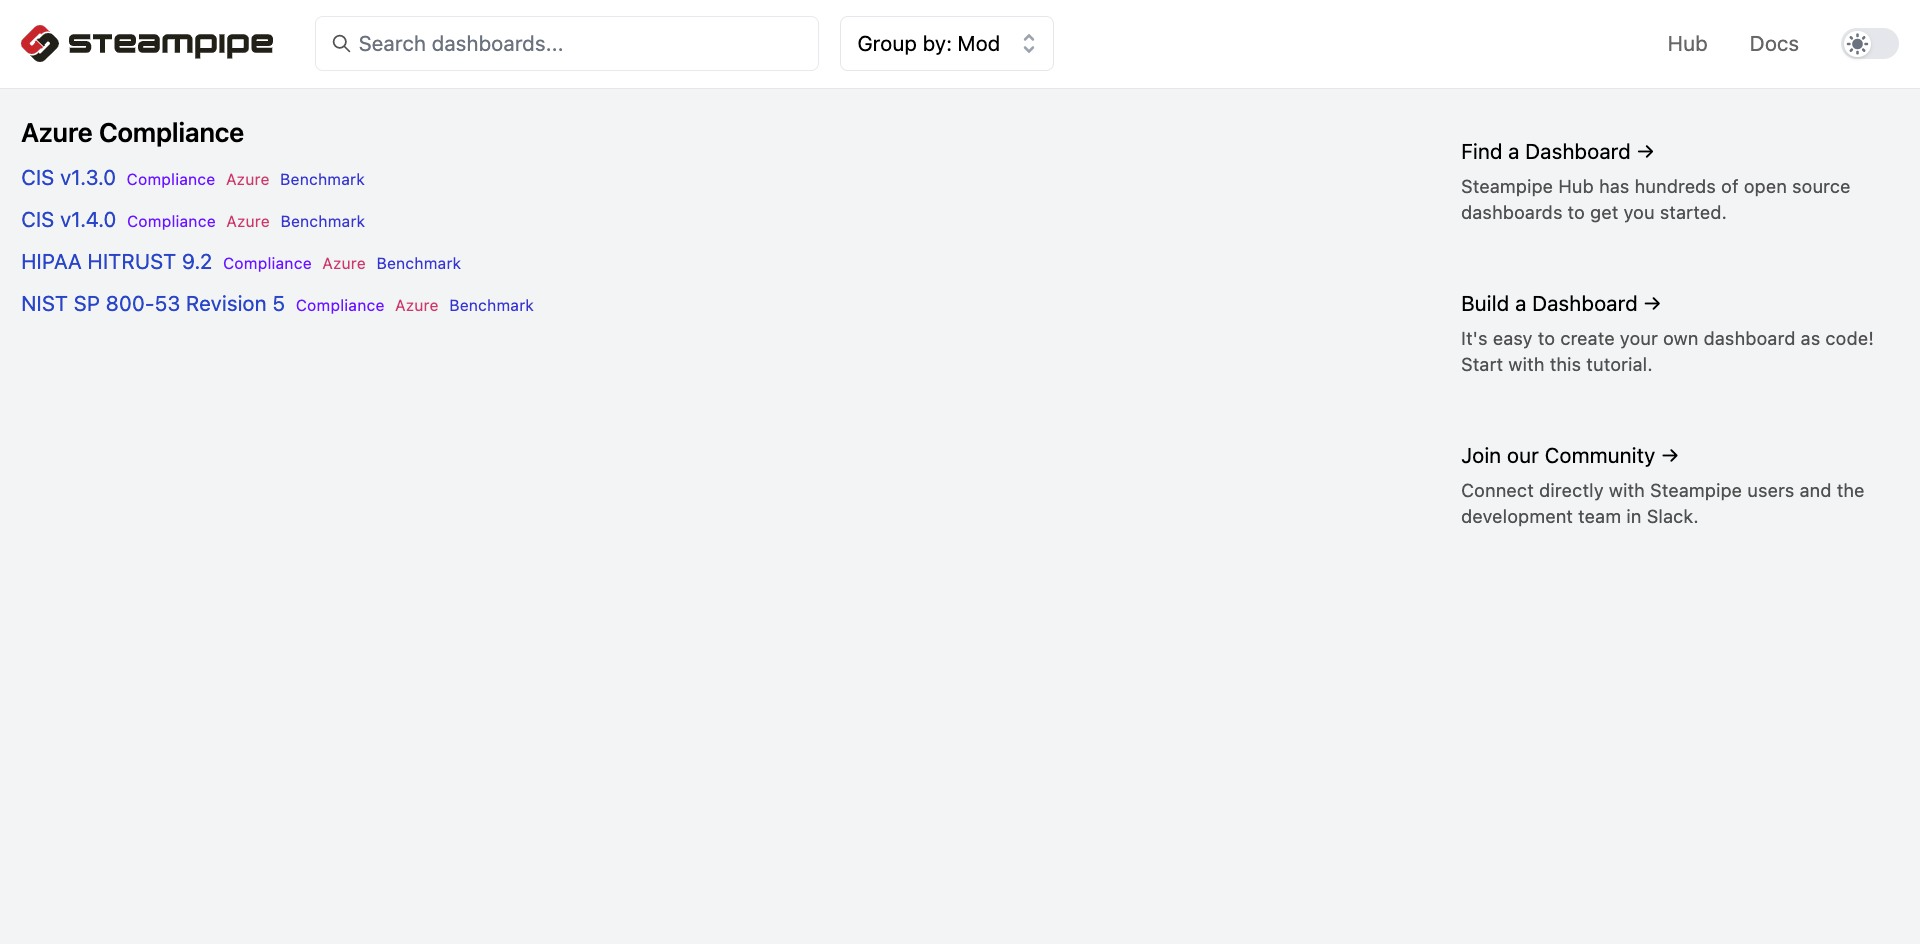 steampipe
Search dashboards...
Group by: Mod
Hub
Docs
Azure Compliance
CIS v1.3.0 Compliance Azure Benchmark
CIS v1.4.0 Compliance Azure Benchmark
HIPAA HITRUST 9.2 Compliance Azure Benchmark
NIST SP 800-53 Revision 5 Compliance Azure Benchmark
Find a Dashboard →
Steampipe Hub has hundreds of open source
dashboards to get you started.
Build a Dashboard →
It's easy to create your own dashboard as code!
Start with this tutorial.
Join our Community →
Connect directly with Steampipe users and the
development team in Slack.